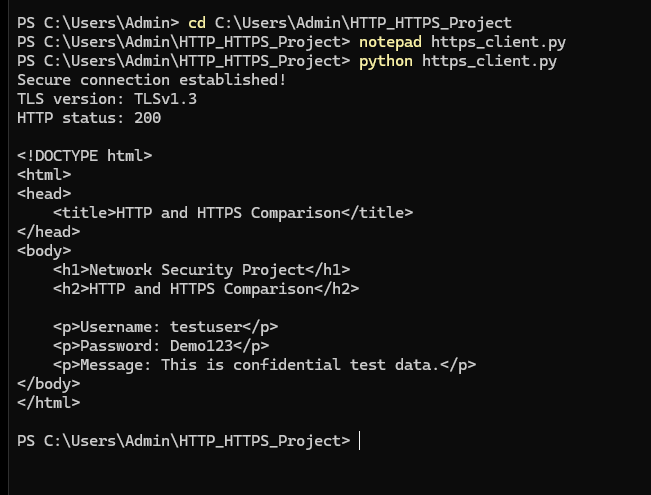 PS C:\Users\Admin> cd C:\Users\Admin\HTTP_HTTPS_Project
PS C:\Users\Admin\HTTP_HTTPS_Project> notepad https_client.py
PS C:\Users\Admin\HTTP_HTTPS_Project> python https_client.py
Secure connection established!
TLS version: TLSv1.3
HTTP status: 200

<!DOCTYPE html>
<html>
<head>
    <title>HTTP and HTTPS Comparison</title>
</head>
<body>
    <h1>Network Security Project</h1>
    <h2>HTTP and HTTPS Comparison</h2>

    <p>Username: testuser</p>
    <p>Password: Demo123</p>
    <p>Message: This is confidential test data.</p>
</body>
</html>

PS C:\Users\Admin\HTTP_HTTPS_Project>